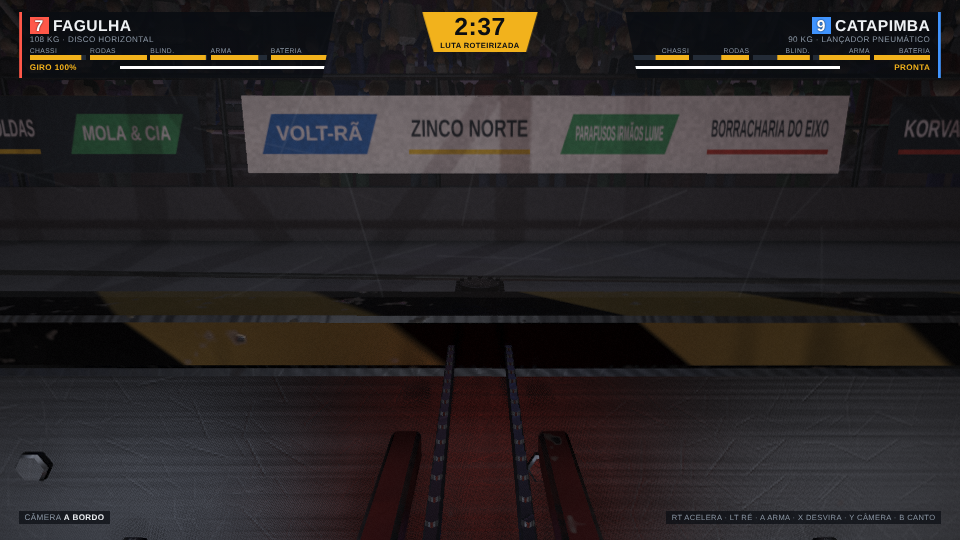 7 FAGULHA
108 KG · DISCO HORIZONTAL
CHASSI RODAS BLIND. ARMA BATERIA
GIRO 100%
2:37
LUTA ROTEIRIZADA
9 CATAPIMBA
90 KG · LANÇADOR PNEUMÁTICO
CHASSI RODAS BLIND. ARMA BATERIA
PRONTA
OLDAS
MOLA & CIA
VOLT-RÃ
ZINCO NORTE
PARAFUSOS IRMÃOS LUME
BORRACHARIA DO EIXO
KORVA
CÂMERA A BORDO
RT ACELERA · LT RÉ · A ARMA · X DESVIRA · Y CÂMERA · B CANTO